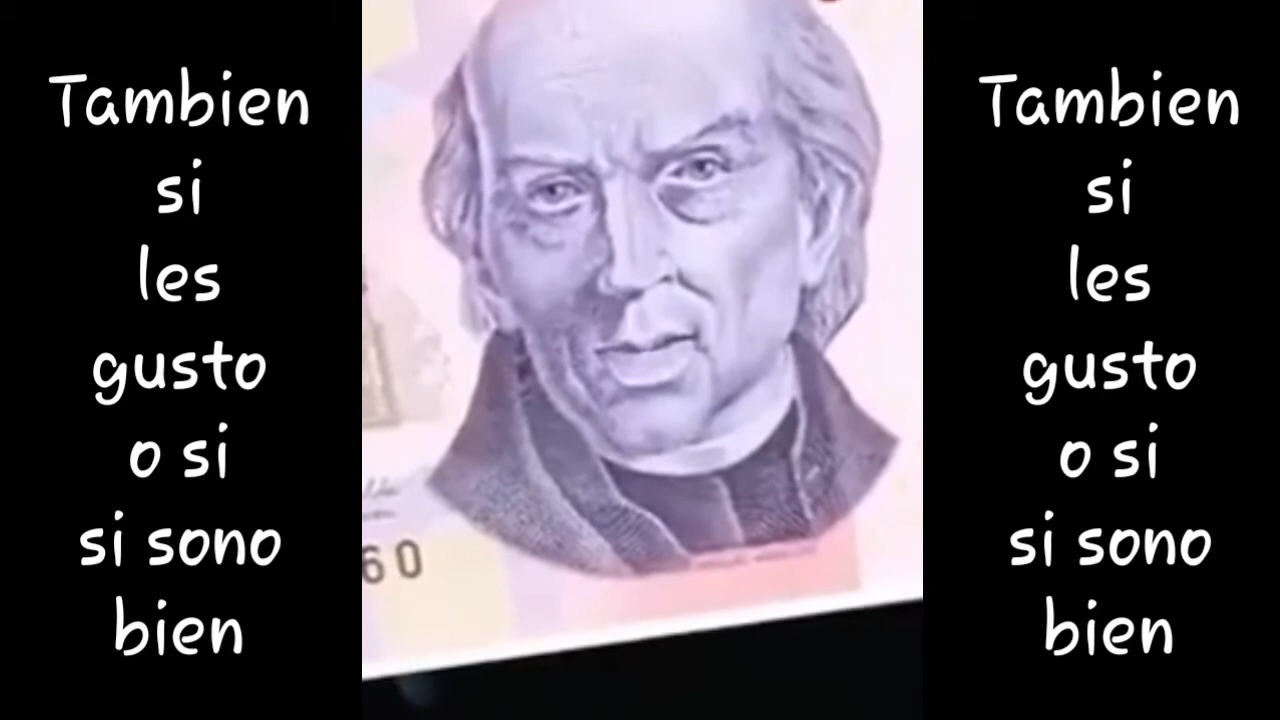 Tambien
si
les
gusto
o si
si sono
bien
60
Tambien
si
les
gusto
o si
si sono
bien